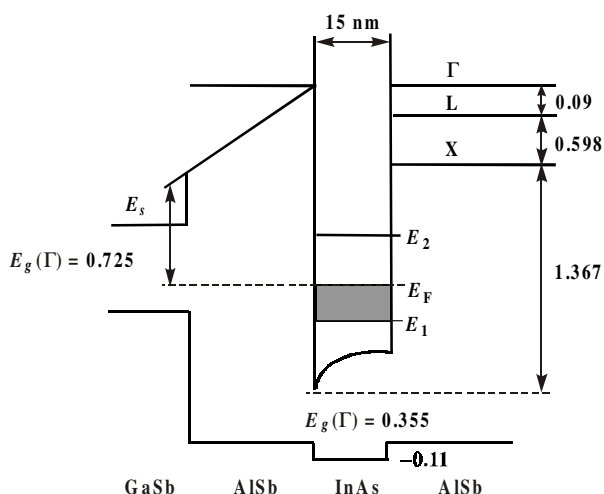 15 nm
Γ
L
0.09
X
0.598
E_s
E_g(Γ) = 0.725
E_2
E_F
1.367
E_1
E_g(Γ) = 0.355
−0.11
GaSb AlSb InAs AlSb